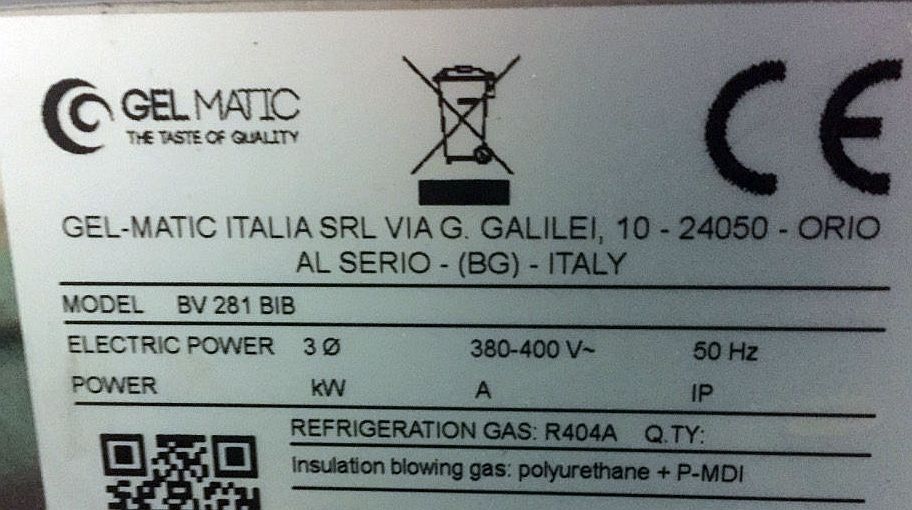 GEL MATIC
THE TASTE OF QUALITY
CE
GEL-MATIC ITALIA SRL VIA G. GALILEI, 10 - 24050 - ORIO
AL SERIO - (BG) - ITALY
MODEL BV 281 BIB
ELECTRIC POWER 3 Ø 380-400 V~ 50 Hz
POWER kW A IP
REFRIGERATION GAS: R404A Q.TY:
Insulation blowing gas: polyurethane + P-MDI